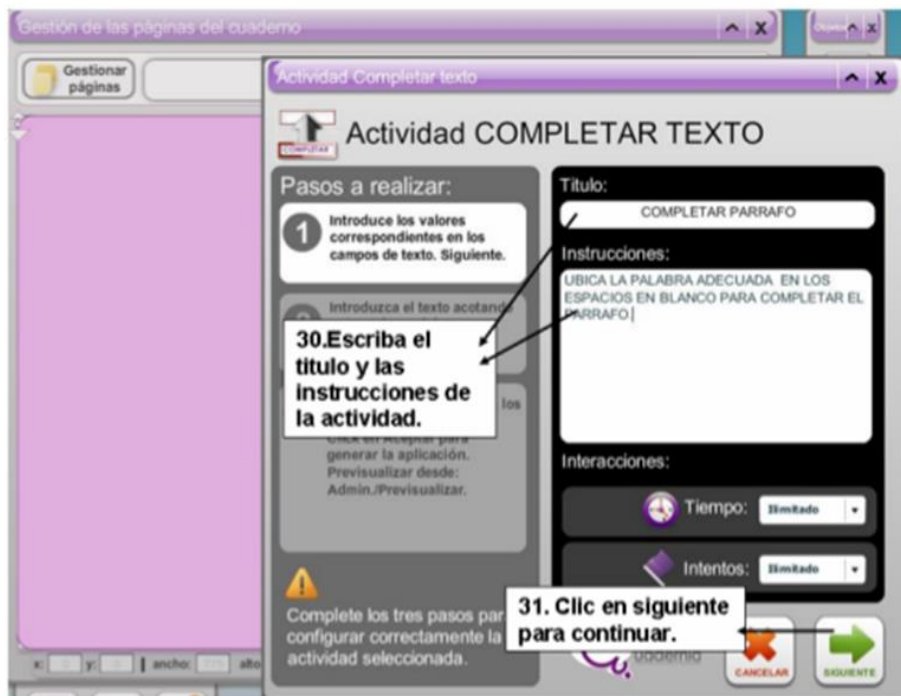 Gestión de las páginas del cuaderno
Gestionar
páginas
Actividad Completar texto
COMPLETAR
Actividad COMPLETAR TEXTO
Pasos a realizar:
1
Introduce los valores
correspondientes en los
campos de texto. Siguiente.
Introduzca el texto acotando
30.Escriba el
titulo y las
instrucciones de
la actividad.
los
Click en Aceptar para
generar la aplicación.
Previsualizar desde:
Admin./Previsualizar.
Complete los tres pasos par
configurar correctamente la
actividad seleccionada.
Título:
COMPLETAR PARRAFO
Instrucciones:
UBICA LA PALABRA ADECUADA EN LOS
ESPACIOS EN BLANCO PARA COMPLETAR EL
PARRAFO
Interacciones:
Tiempo: Ilimitado
Intentos: Ilimitado
31. Clic en siguiente
para continuar.
CANCELAR
SIGUIENTE
x: y: ancho: alto